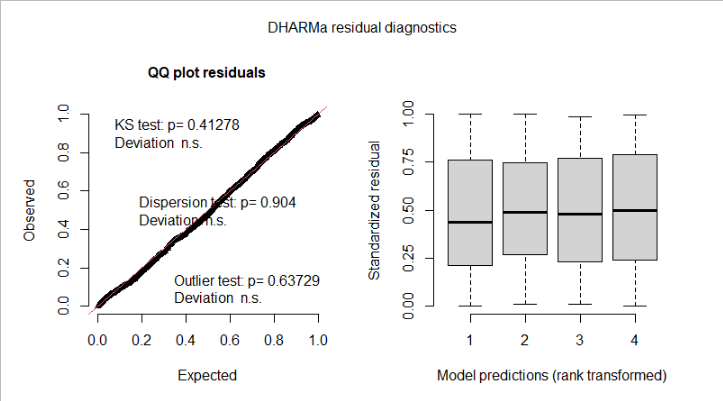 DHARMa residual diagnostics
QQ plot residuals
KS test: p= 0.41278
Deviation n.s.
Dispersion test: p= 0.904
Deviation n.s.
Outlier test: p= 0.63729
Deviation n.s.
Observed
0.0 0.2 0.4 0.6 0.8 1.0
0.0 0.2 0.4 0.6 0.8 1.0
Expected
Standardized residual
0.00 0.25 0.50 0.75 1.00
1 2 3 4
Model predictions (rank transformed)